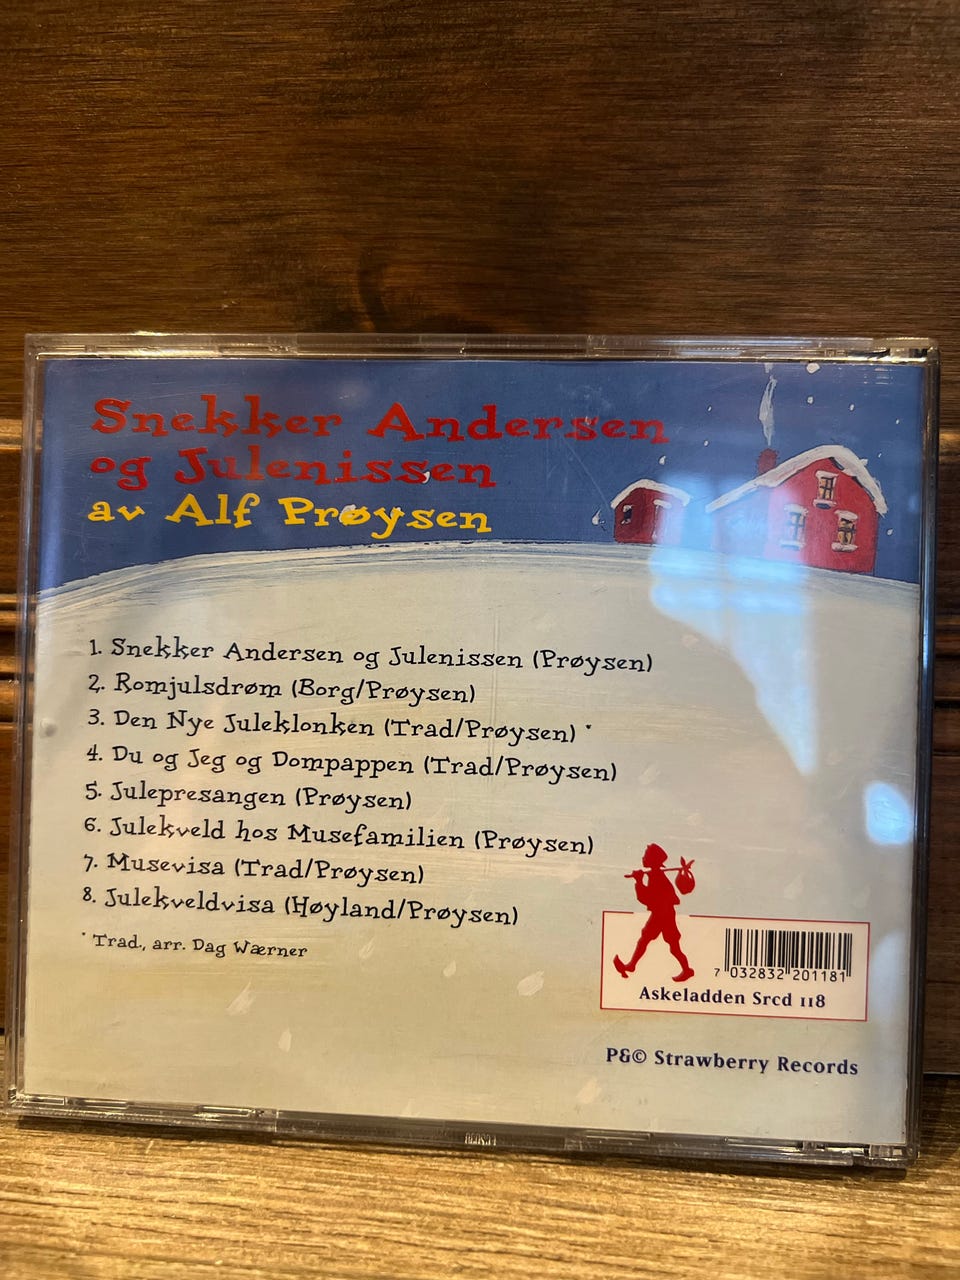 Snekker Andersen
og Julenissen
av Alf Prøysen
1. Snekker Andersen og Julenissen (Prøysen)
2. Romjulsdrøm (Borg/Prøysen)
3. Den Nye Juleklonken (Trad/Prøysen) *
4. Du og Jeg og Dompappen (Trad/Prøysen)
5. Julepresangen (Prøysen)
6. Julekveld hos Musefamilien (Prøysen)
7. Musevisa (Trad/Prøysen)
8. Julekveldvisa (Høyland/Prøysen)
* Trad., arr. Dag Wærner
7 032832 201181
Askeladden Srcd 118
P&© Strawberry Records